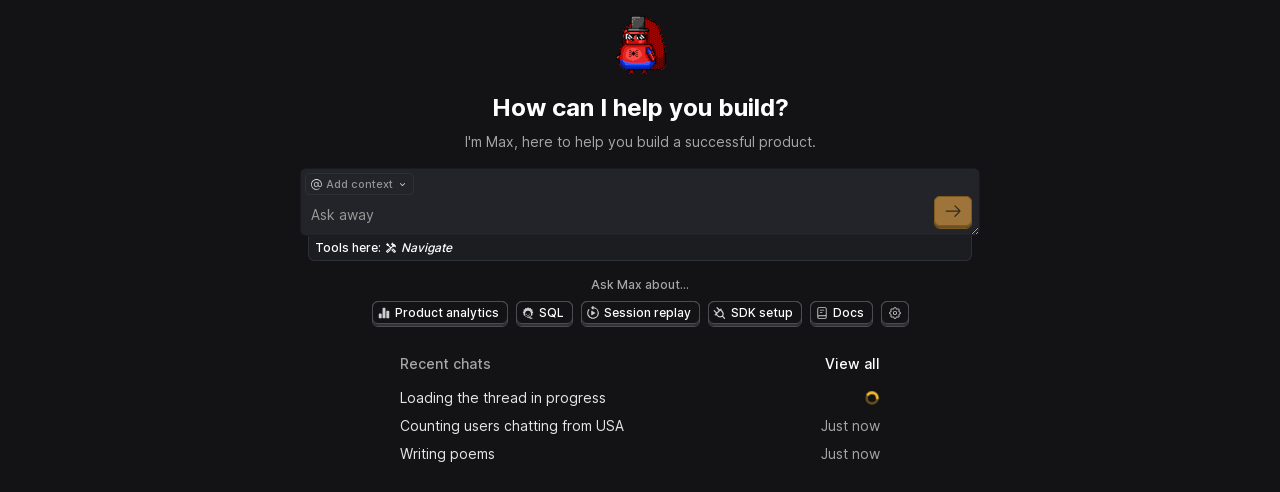 How can I help you build?
I'm Max, here to help you build a successful product.
@ Add context
Ask away
Tools here: Navigate
Ask Max about...
Product analytics SQL Session replay SDK setup Docs
Recent chats View all
Loading the thread in progress
Counting users chatting from USA Just now
Writing poems Just now